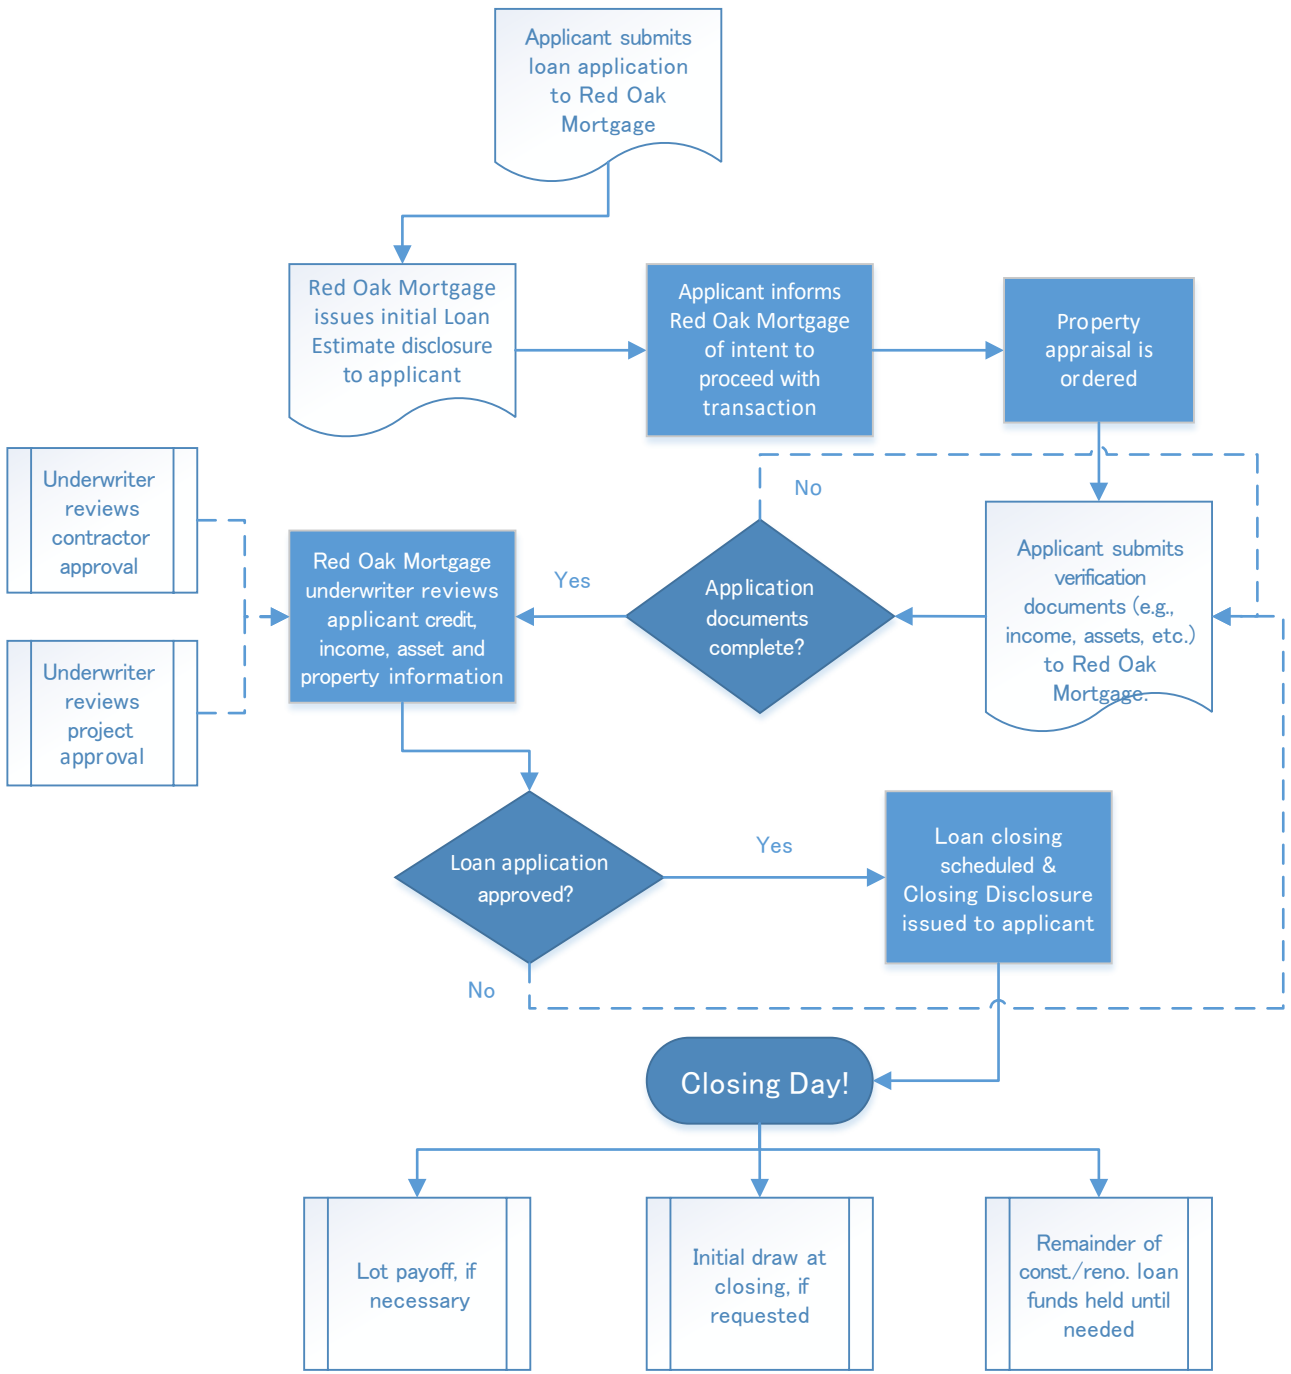 Applicant submits
loan application
to Red Oak
Mortgage
Red Oak Mortgage
issues initial Loan
Estimate disclosure
to applicant
Applicant informs
Red Oak Mortgage
of intent to
proceed with
transaction
Property
appraisal is
ordered
Underwriter
reviews
contractor
approval
Underwriter
reviews
project
approval
Red Oak Mortgage
underwriter reviews
applicant credit,
income, asset and
property information
Yes
No
Application
documents
complete?
Applicant submits
verification
documents (e.g.,
income, assets, etc.)
to Red Oak
Mortgage.
Loan application
approved?
Yes
No
Loan closing
scheduled &
Closing Disclosure
issued to applicant
Closing Day!
Lot payoff, if
necessary
Initial draw at
closing, if
requested
Remainder of
const./reno. loan
funds held until
needed